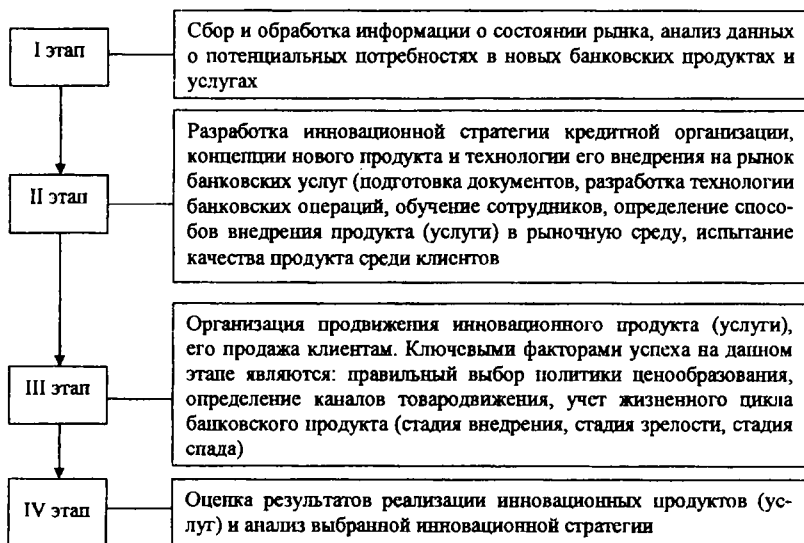 I этап
Сбор и обработка информации о состоянии рынка, анализ данных
о потенциальных потребностях в новых банковских продуктах и
услугах
II этап
Разработка инновационной стратегии кредитной организации,
концепции нового продукта и технологии его внедрения на рынок
банковских услуг (подготовка документов, разработка технологии
банковских операций, обучение сотрудников, определение спосо-
бов внедрения продукта (услуги) в рыночную среду, испытание
качества продукта среди клиентов
III этап
Организация продвижения инновационного продукта (услуги),
его продажа клиентам. Ключевыми факторами успеха на данном
этапе являются: правильный выбор политики ценообразования,
определение каналов товародвижения, учет жизненного цикла
банковского продукта (стадия внедрения, стадия зрелости, стадия
спада)
IV этап
Оценка результатов реализации инновационных продуктов (ус-
луг) и анализ выбранной инновационной стратегии